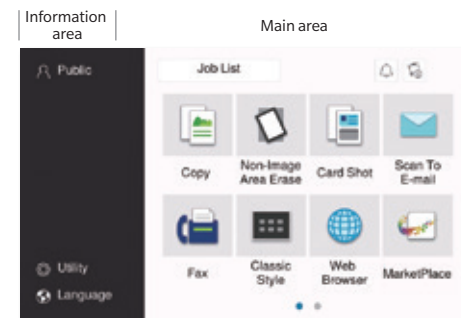 Information
area
Main area
Public
Job List
Copy
Non-Image
Area Erase
Card Shot
Scan To
E-mail
Fax
Classic
Style
Web
Browser
MarketPlace
Utility
Language